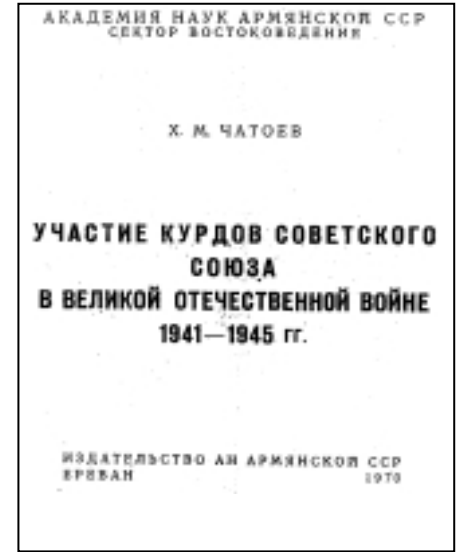 АКАДЕМИЯ НАУК АРМЯНСКОЙ ССР
СЕКТОР ВОСТОКОВЕДЕНИЯ
Х. М. ЧАТОЕВ
УЧАСТИЕ КУРДОВ СОВЕТСКОГО
СОЮЗА
В ВЕЛИКОЙ ОТЕЧЕСТВЕННОЙ ВОЙНЕ
1941—1945 гг.
ИЗДАТЕЛЬСТВО АН АРМЯНСКОЙ ССР
ЕРЕВАН 1970